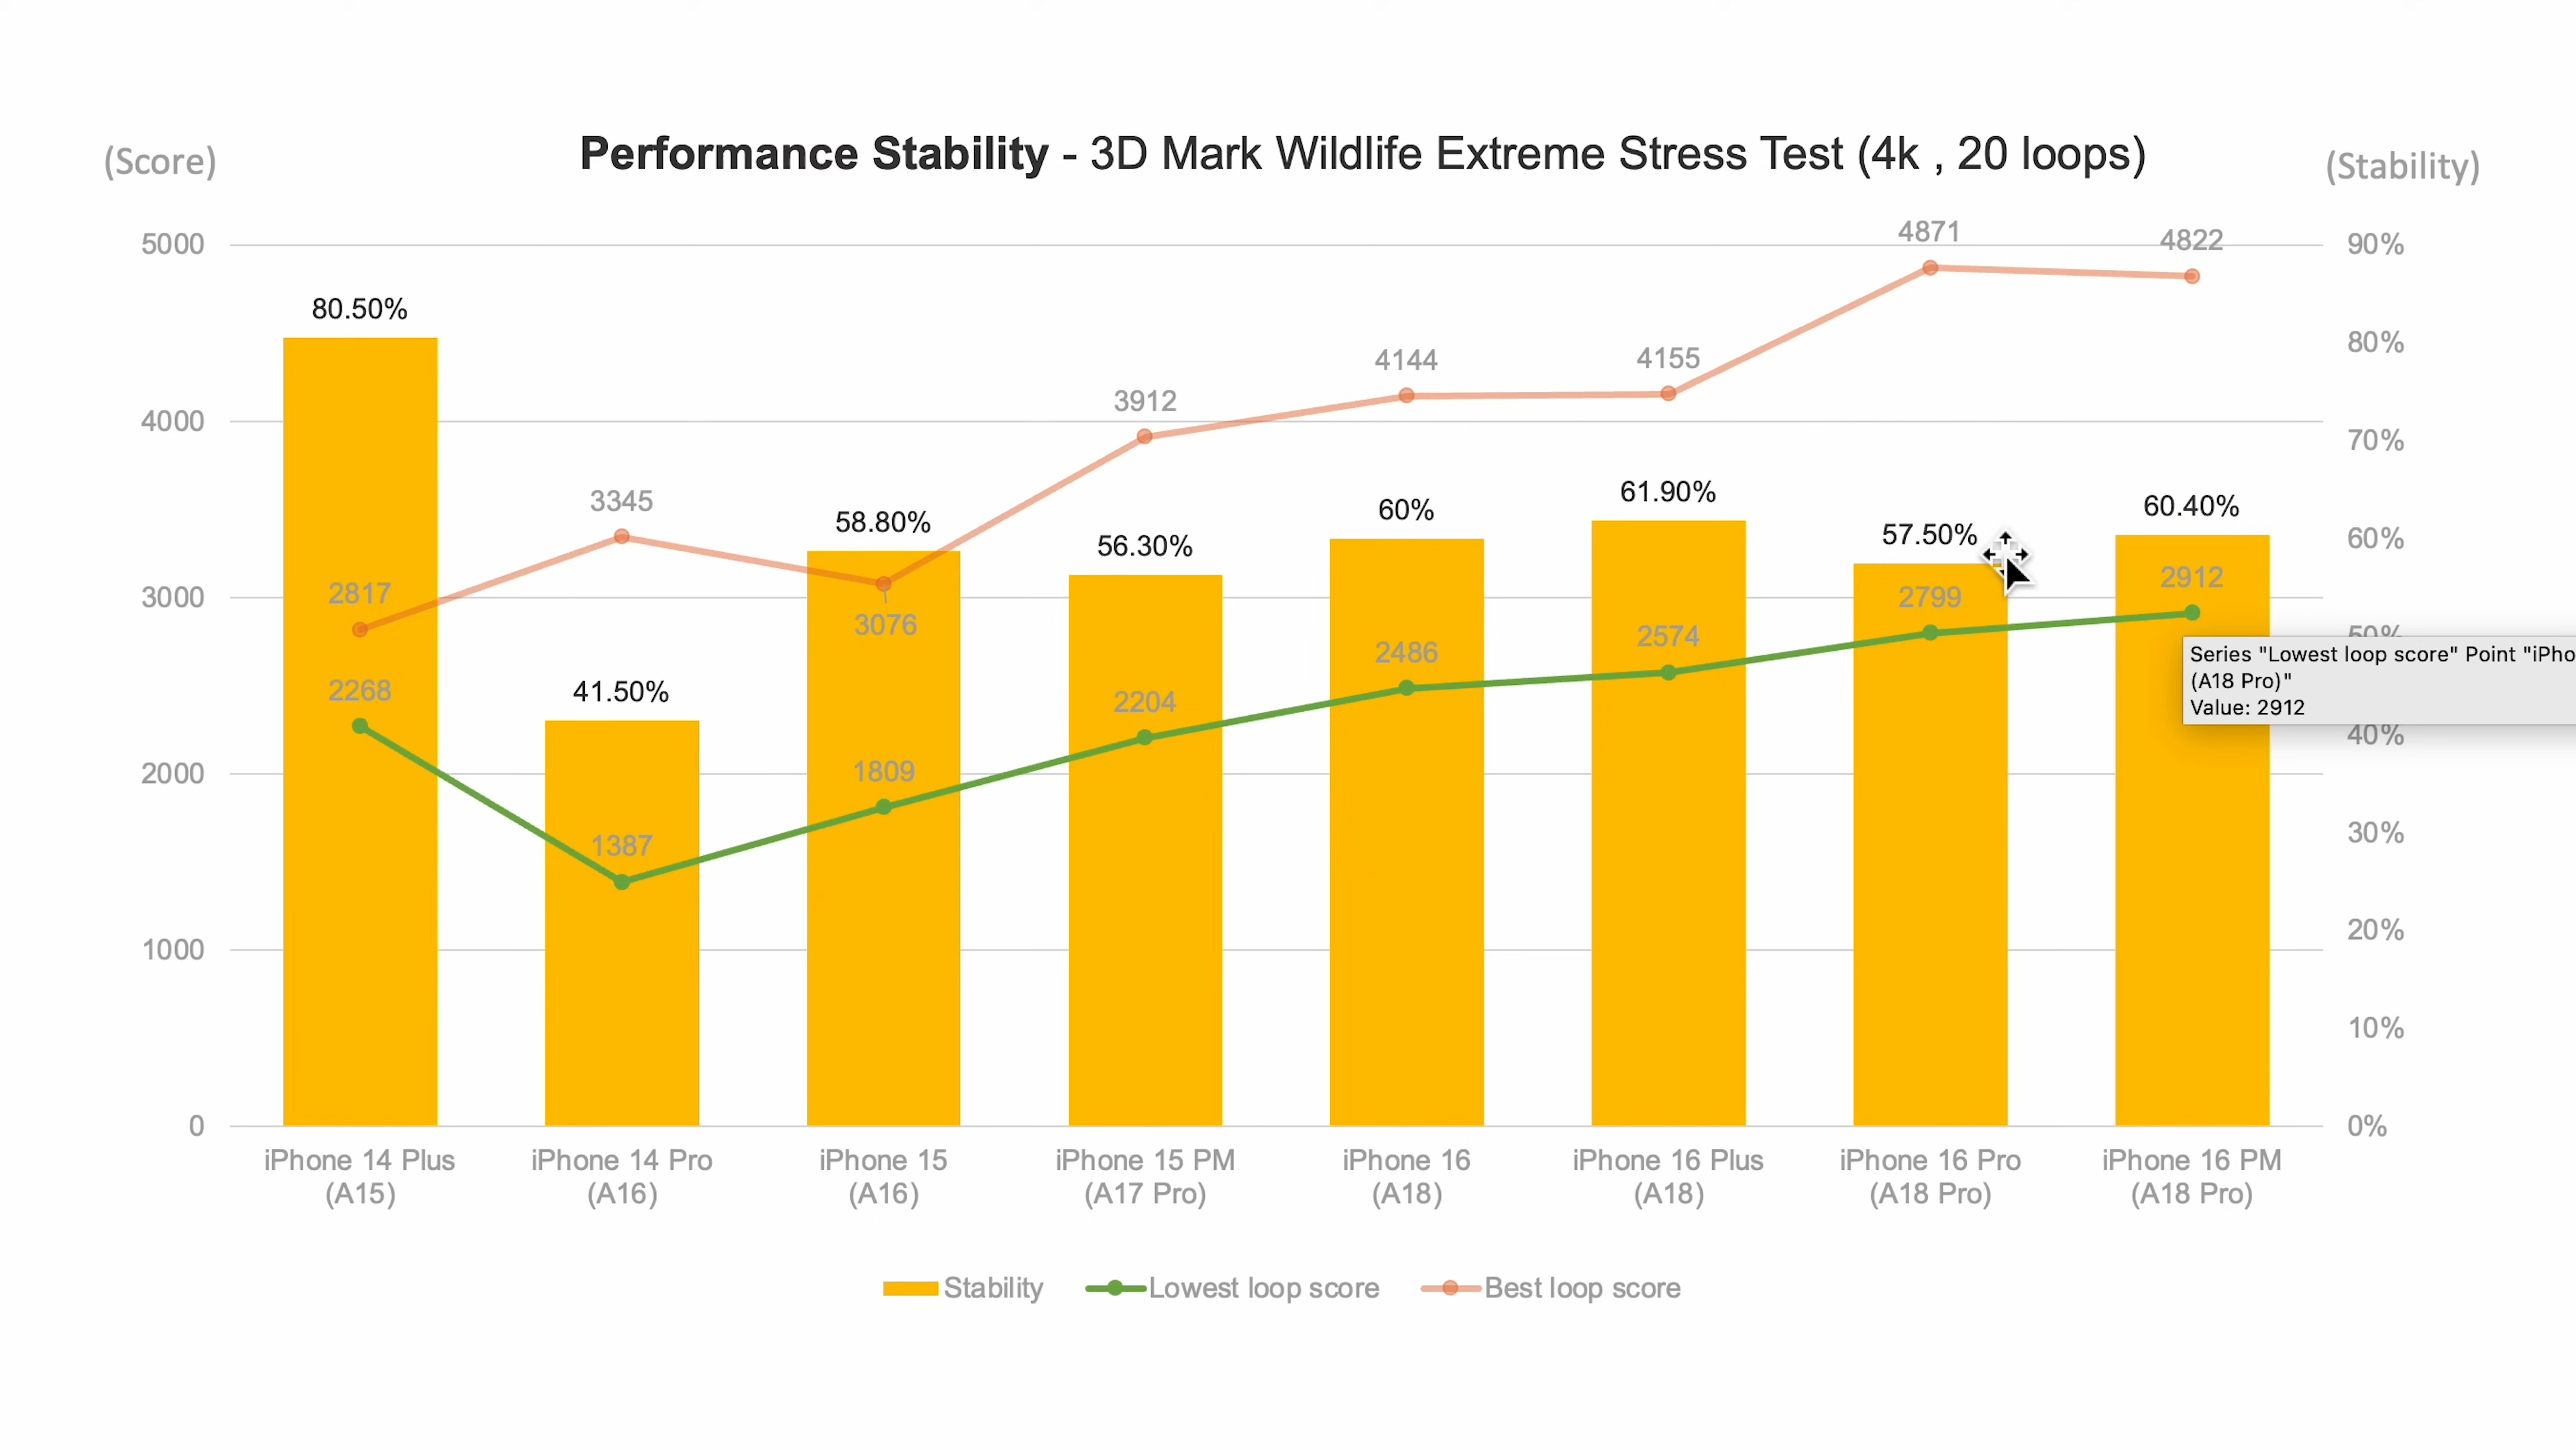 Performance Stability - 3D Mark Wildlife Extreme Stress Test (4k , 20 loops)
(Score)
(Stability)
5000
4000
3000
2000
1000
0
90%
80%
70%
60%
50%
40%
30%
20%
10%
0%
80.50%
41.50%
58.80%
56.30%
60%
61.90%
57.50%
60.40%
2817
3345
3076
3912
4144
4155
4871
4822
2268
1387
1809
2204
2486
2574
2799
2912
Series "Lowest loop score" Point "iPho
(A18 Pro)"
Value: 2912
iPhone 14 Plus
(A15)
iPhone 14 Pro
(A16)
iPhone 15
(A16)
iPhone 15 PM
(A17 Pro)
iPhone 16
(A18)
iPhone 16 Plus
(A18)
iPhone 16 Pro
(A18 Pro)
iPhone 16 PM
(A18 Pro)
Stability
Lowest loop score
Best loop score